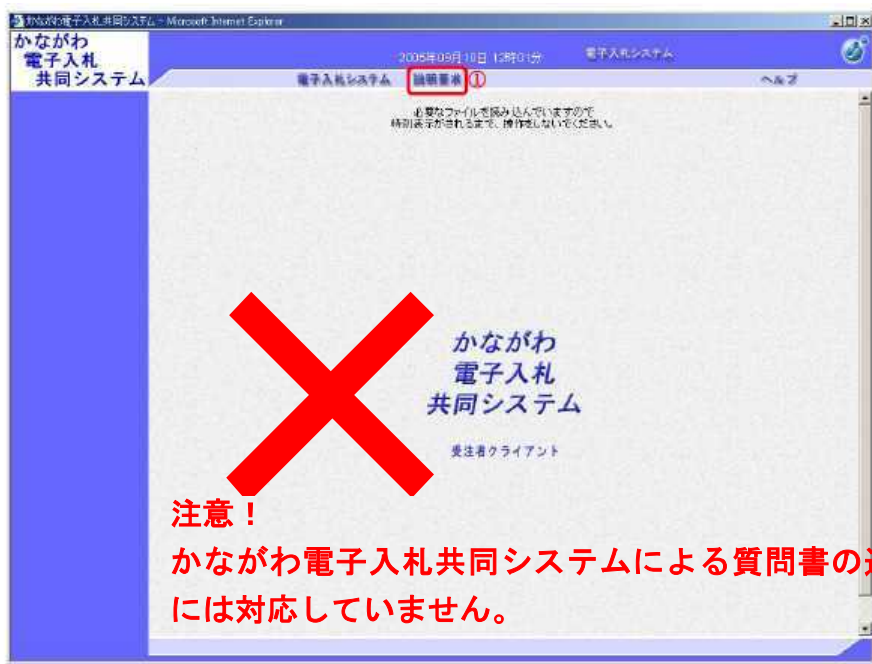 かながわ電子入札共同システム - Microsoft Internet Explorer
かながわ
電子入札
共同システム
2005年09月10日 12時01分 電子入札システム
電子入札システム 説明要求 ① ヘルプ
必要なファイルを読み込んでいますので
時刻表示がされるまで、操作をしないでください。
かながわ
電子入札
共同システム
受注者クライアント
注意！
かながわ電子入札共同システムによる質問書の
には対応していません。